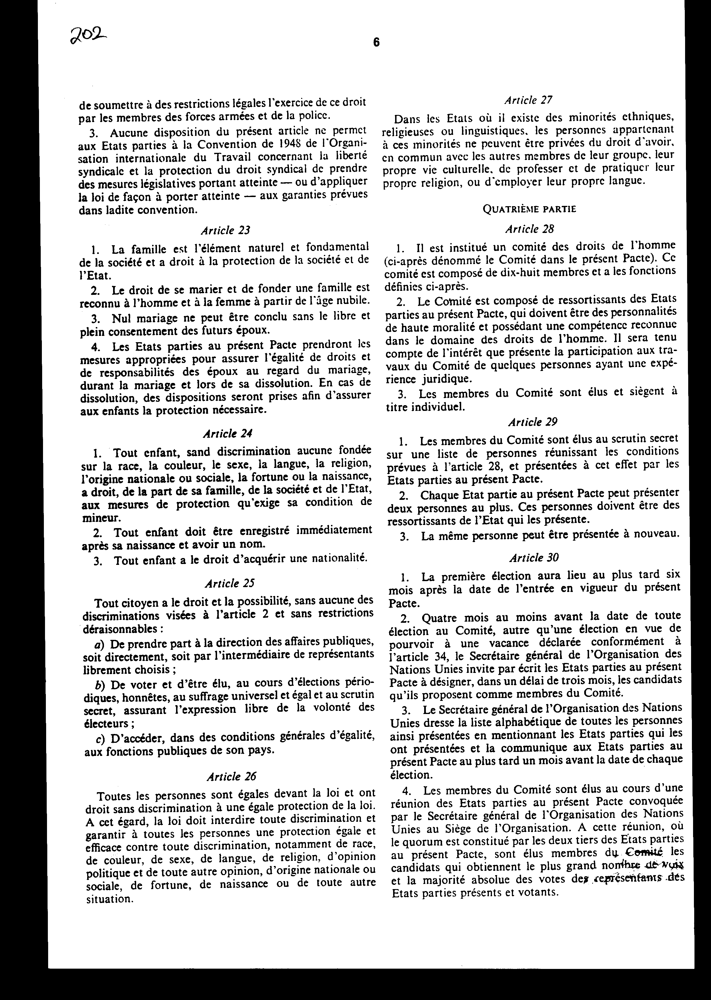 202
6
de soumettre à des restrictions légales l'exercice de ce droit
par les membres des forces armées et de la police.
3. Aucune disposition du présent article ne permet
aux Etats parties à la Convention de 1948 de l'Organi-
sation internationale du Travail concernant la liberté
syndicale et la protection du droit syndical de prendre
des mesures législatives portant atteinte — ou d'appliquer
la loi de façon à porter atteinte — aux garanties prévues
dans ladite convention.
Article 23
1. La famille est l'élément naturel et fondamental
de la société et a droit à la protection de la société et de
l'Etat.
2. Le droit de se marier et de fonder une famille est
reconnu à l'homme et à la femme à partir de l'âge nubile.
3. Nul mariage ne peut être conclu sans le libre et
plein consentement des futurs époux.
4. Les Etats parties au présent Pacte prendront les
mesures appropriées pour assurer l'égalité de droits et
de responsabilités des époux au regard du mariage,
durant la mariage et lors de sa dissolution. En cas de
dissolution, des dispositions seront prises afin d'assurer
aux enfants la protection nécessaire.
Article 24
1. Tout enfant, sand discrimination aucune fondée
sur la race, la couleur, le sexe, la langue, la religion,
l'origine nationale ou sociale, la fortune ou la naissance,
a droit, de la part de sa famille, de la société et de l'Etat,
aux mesures de protection qu'exige sa condition de
mineur.
2. Tout enfant doit être enregistré immédiatement
après sa naissance et avoir un nom.
3. Tout enfant a le droit d'acquérir une nationalité.
Article 25
Tout citoyen a le droit et la possibilité, sans aucune des
discriminations visées à l'article 2 et sans restrictions
déraisonnables :
a) De prendre part à la direction des affaires publiques,
soit directement, soit par l'intermédiaire de représentants
librement choisis ;
b) De voter et d'être élu, au cours d'élections pério-
diques, honnêtes, au suffrage universel et égal et au scrutin
secret, assurant l'expression libre de la volonté des
électeurs ;
c) D'accéder, dans des conditions générales d'égalité,
aux fonctions publiques de son pays.
Article 26
Toutes les personnes sont égales devant la loi et ont
droit sans discrimination à une égale protection de la loi.
A cet égard, la loi doit interdire toute discrimination et
garantir à toutes les personnes une protection égale et
efficace contre toute discrimination, notamment de race,
de couleur, de sexe, de langue, de religion, d'opinion
politique et de toute autre opinion, d'origine nationale ou
sociale, de fortune, de naissance ou de toute autre
situation.
Article 27
Dans les Etats où il existe des minorités ethniques,
religieuses ou linguistiques, les personnes appartenant
à ces minorités ne peuvent être privées du droit d'avoir,
en commun avec les autres membres de leur groupe, leur
propre vie culturelle, de professer et de pratiquer leur
propre religion, ou d'employer leur propre langue.
QUATRIÈME PARTIE
Article 28
1. Il est institué un comité des droits de l'homme
(ci-après dénommé le Comité dans le présent Pacte). Ce
comité est composé de dix-huit membres et a les fonctions
définies ci-après.
2. Le Comité est composé de ressortissants des Etats
parties au présent Pacte, qui doivent être des personnalités
de haute moralité et possédant une compétence reconnue
dans le domaine des droits de l'homme. Il sera tenu
compte de l'intérêt que présente la participation aux tra-
vaux du Comité de quelques personnes ayant une expé-
rience juridique.
3. Les membres du Comité sont élus et siègent à
titre individuel.
Article 29
1. Les membres du Comité sont élus au scrutin secret
sur une liste de personnes réunissant les conditions
prévues à l'article 28, et présentées à cet effet par les
Etats parties au présent Pacte.
2. Chaque Etat partie au présent Pacte peut présenter
deux personnes au plus. Ces personnes doivent être des
ressortissants de l'Etat qui les présente.
3. La même personne peut être présentée à nouveau.
Article 30
1. La première élection aura lieu au plus tard six
mois après la date de l'entrée en vigueur du présent
Pacte.
2. Quatre mois au moins avant la date de toute
élection au Comité, autre qu'une élection en vue de
pourvoir à une vacance déclarée conformément à
l'article 34, le Secrétaire général de l'Organisation des
Nations Unies invite par écrit les Etats parties au présent
Pacte à désigner, dans un délai de trois mois, les candidats
qu'ils proposent comme membres du Comité.
3. Le Secrétaire général de l'Organisation des Nations
Unies dresse la liste alphabétique de toutes les personnes
ainsi présentées en mentionnant les Etats parties qui les
ont présentées et la communique aux Etats parties au
présent Pacte au plus tard un mois avant la date de chaque
élection.
4. Les membres du Comité sont élus au cours d'une
réunion des Etats parties au présent Pacte convoquée
par le Secrétaire général de l'Organisation des Nations
Unies au Siège de l'Organisation. A cette réunion, où
le quorum est constitué par les deux tiers des Etats parties
au présent Pacte, sont élus membres du Comité les
candidats qui obtiennent le plus grand nombre de voix
et la majorité absolue des votes des représentants des
Etats parties présents et votants.